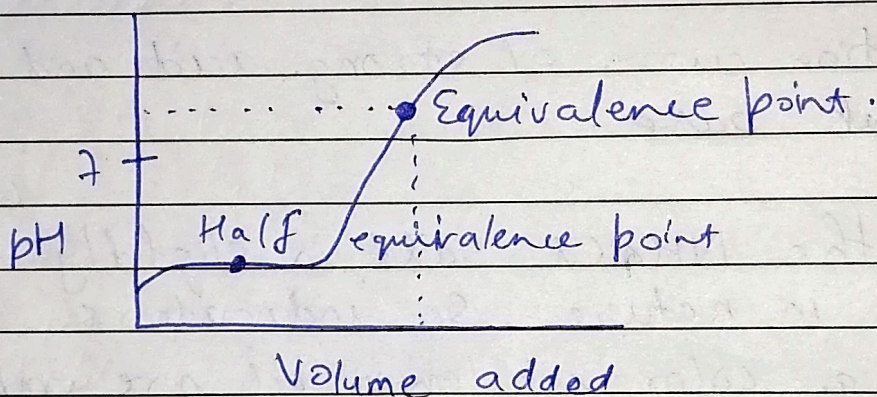 Equivalence point.
7
pH
Half equivalence point
Volume added